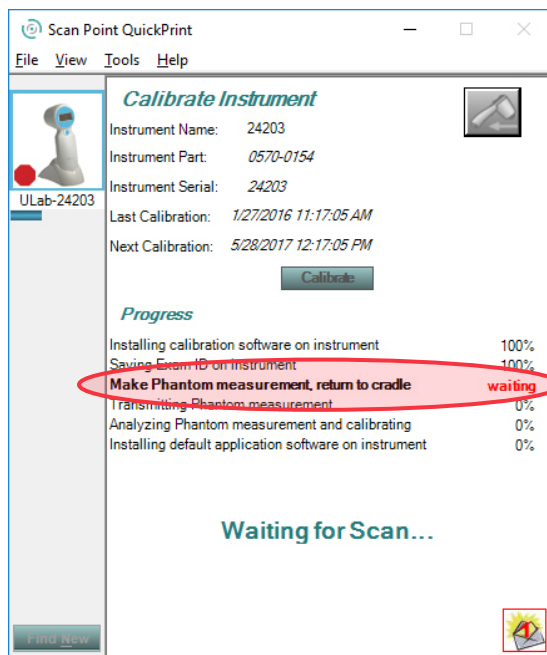 Scan Point QuickPrint
File View Tools Help
Calibrate Instrument
Instrument Name: 24203
Instrument Part: 0570-0154
Instrument Serial: 24203
ULab-24203
Last Calibration: 1/27/2016 11:17:05 AM
Next Calibration: 5/28/2017 12:17:05 PM
Calibrate
Progress
Installing calibration software on instrument 100%
Saving Exam ID on instrument 100%
Make Phantom measurement, return to cradle waiting
Transmitting Phantom measurement 0%
Analyzing Phantom measurement and calibrating 0%
Installing default application software on instrument 0%
Waiting for Scan...
Find New